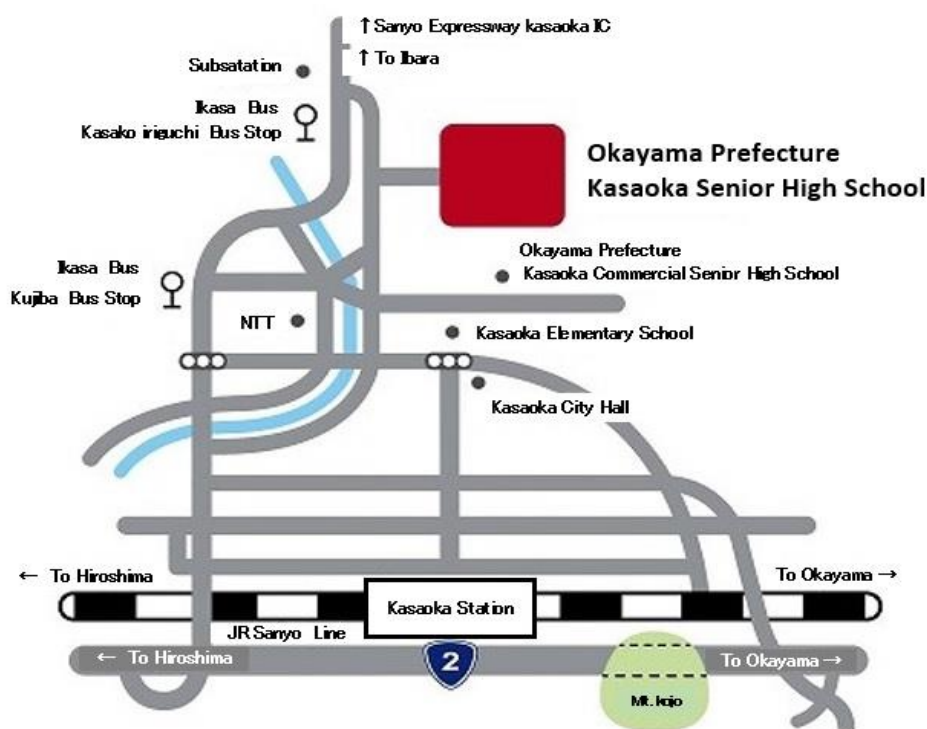 ↑Sanyo Expressway kasaoka IC
↑To Ibara
Subsatation
Ikasa Bus
Kasako iriguchi Bus Stop
Okayama Prefecture
Kasaoka Senior High School
Okayama Prefecture
Kasaoka Commercial Senior High School
Ikasa Bus
Kujiba Bus Stop
NTT
Kasaoka Elementary School
Kasaoka City Hall
← To Hiroshima
To Okayama →
Kasaoka Station
JR Sanyo Line
← To Hiroshima
2
To Okayama →
Mt. kojo